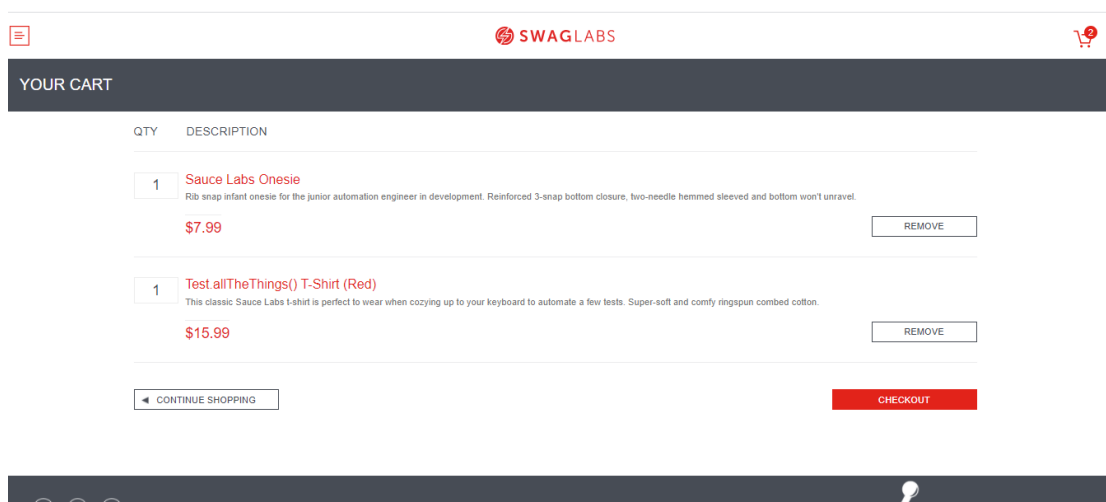 SWAGLABS
2
YOUR CART
QTY DESCRIPTION
1 Sauce Labs Onesie
Rib snap infant onesie for the junior automation engineer in development. Reinforced 3-snap bottom closure, two-needle hemmed sleeved and bottom won't unravel.
$7.99 REMOVE
1 Test.allTheThings() T-Shirt (Red)
This classic Sauce Labs t-shirt is perfect to wear when cozying up to your keyboard to automate a few tests. Super-soft and comfy ringspun combed cotton.
$15.99 REMOVE
◄ CONTINUE SHOPPING CHECKOUT